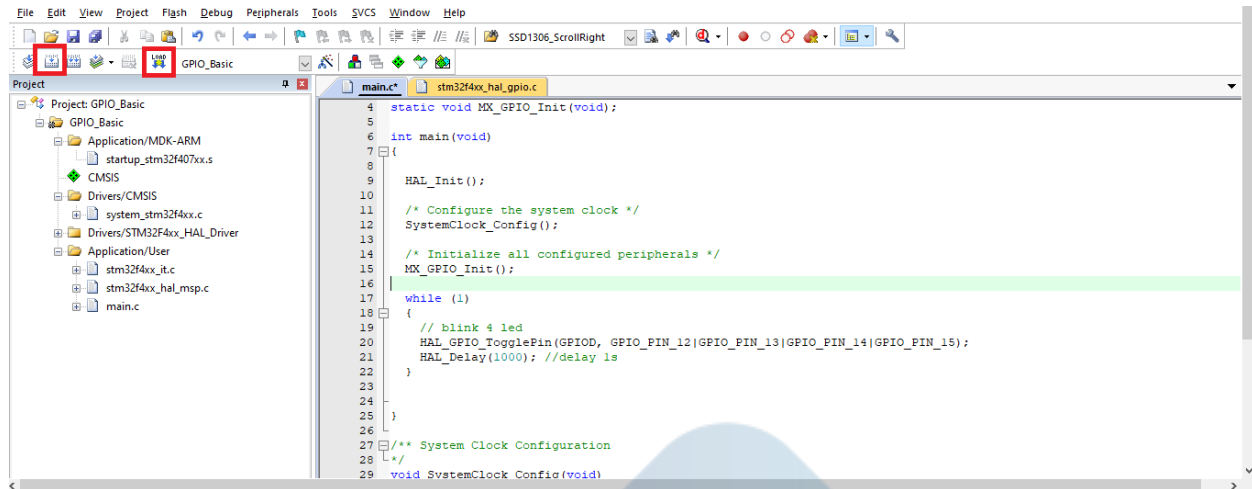 File Edit View Project Flash Debug Peripherals Tools SVCS Window Help
SSD1306_ScrollRight
LOAD GPIO_Basic
Project
main.c* stm32f4xx_hal_gpio.c
Project: GPIO_Basic
GPIO_Basic
Application/MDK-ARM
startup_stm32f407xx.s
CMSIS
Drivers/CMSIS
system_stm32f4xx.c
Drivers/STM32F4xx_HAL_Driver
Application/User
stm32f4xx_it.c
stm32f4xx_hal_msp.c
main.c
4 static void MX_GPIO_Init(void);
5
6 int main(void)
7 {
8
9 HAL_Init();
10
11 /* Configure the system clock */
12 SystemClock_Config();
13
14 /* Initialize all configured peripherals */
15 MX_GPIO_Init();
16
17 while (1)
18 {
19 // blink 4 led
20 HAL_GPIO_TogglePin(GPIOD, GPIO_PIN_12|GPIO_PIN_13|GPIO_PIN_14|GPIO_PIN_15);
21 HAL_Delay(1000); //delay 1s
22 }
23
24
25 }
26
27 /** System Clock Configuration
28 */
29 void SystemClock_Config(void)